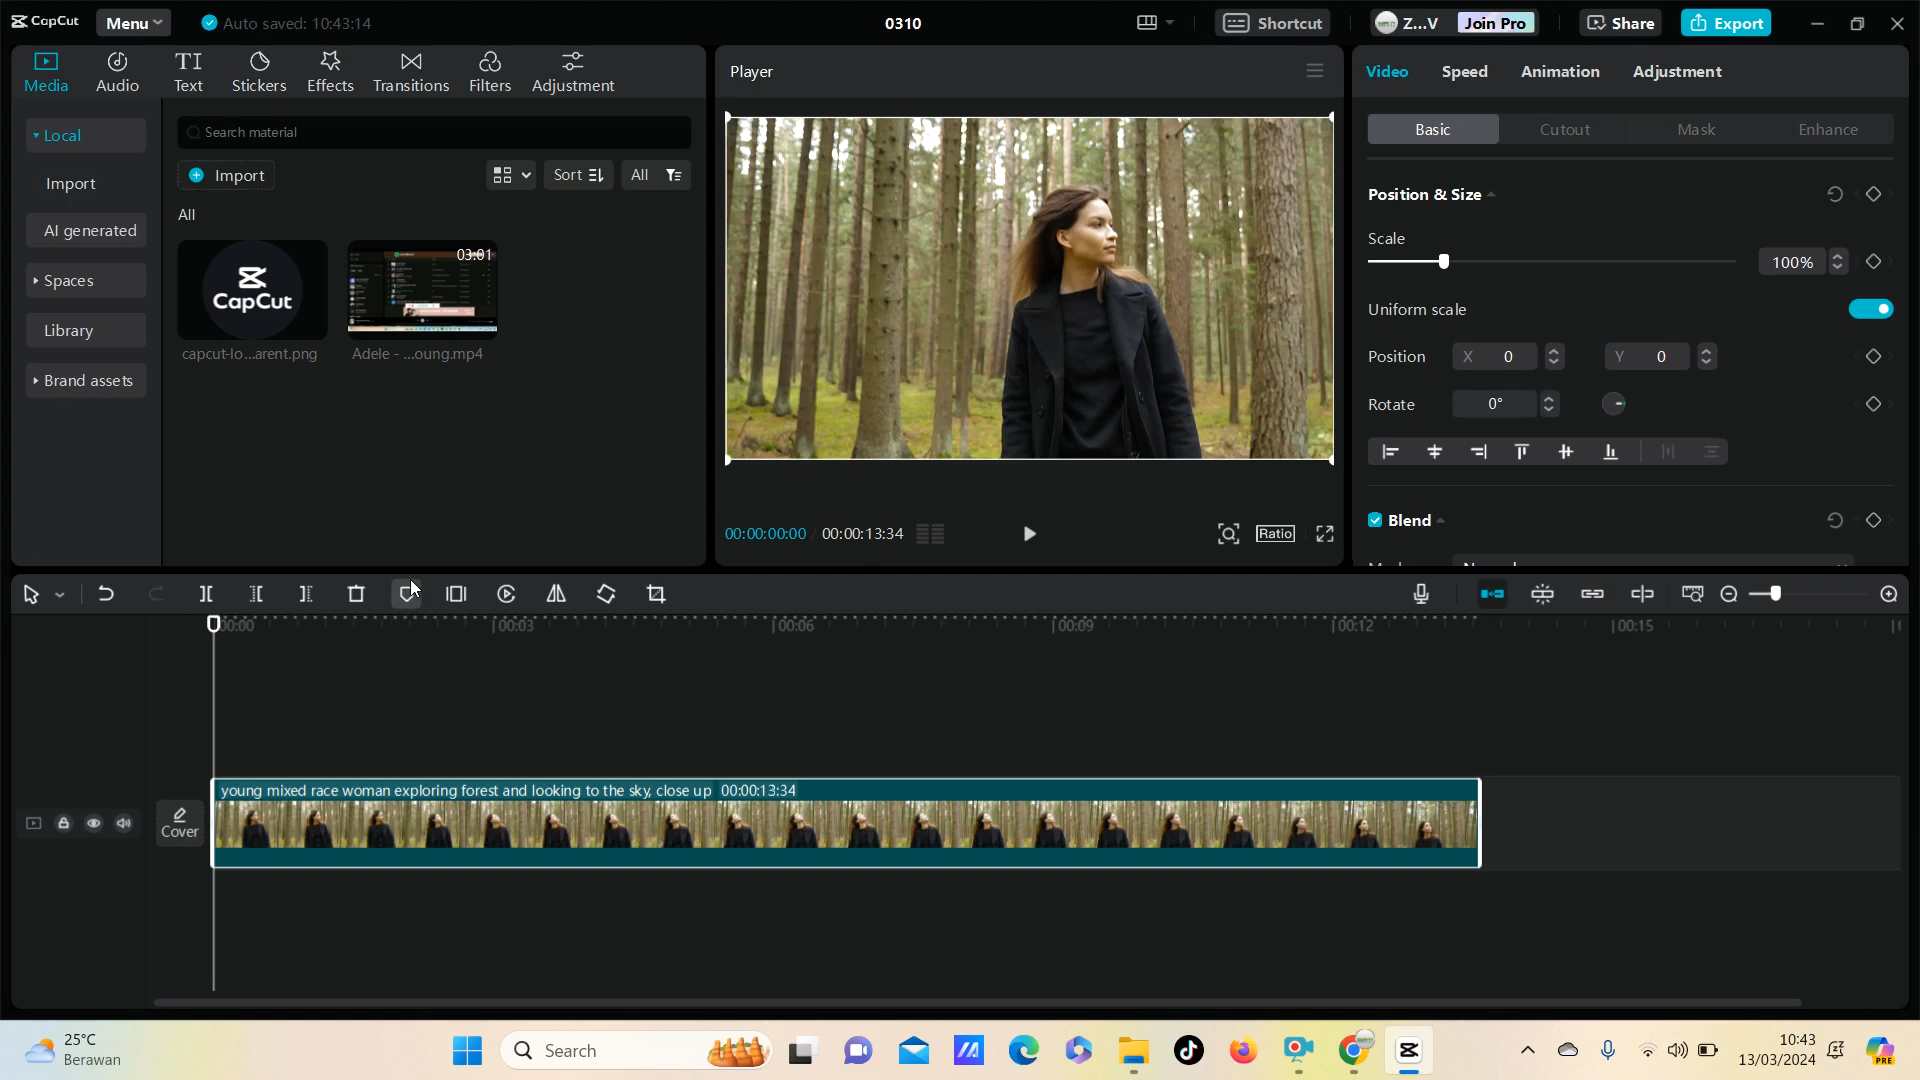 CapCut
Menu
Auto saved: 10:43:14
0310
Shortcut
Z...V
Join Pro
Share
Export
Media
Audio
Text
Stickers
Effects
Transitions
Filters
Adjustment
Local
Import
AI generated
Spaces
Library
Brand assets
Search material
Import
Sort
All
All
CapCut
capcut-lo...arent.png
03:01
Adele - ...oung.mp4
Player
00:00:00:00 / 00:00:13:34
Ratio
Video
Speed
Animation
Adjustment
Basic
Cutout
Mask
Enhance
Position & Size
Scale
100%
Uniform scale
Position
X 0
Y 0
Rotate
0°
Blend
00:00
00:03
00:06
00:09
00:12
00:15
Cover
young mixed race woman exploring forest and looking to the sky, close up 00:00:13:34
25°C
Berawan
Search
10:43
13/03/2024
PRE